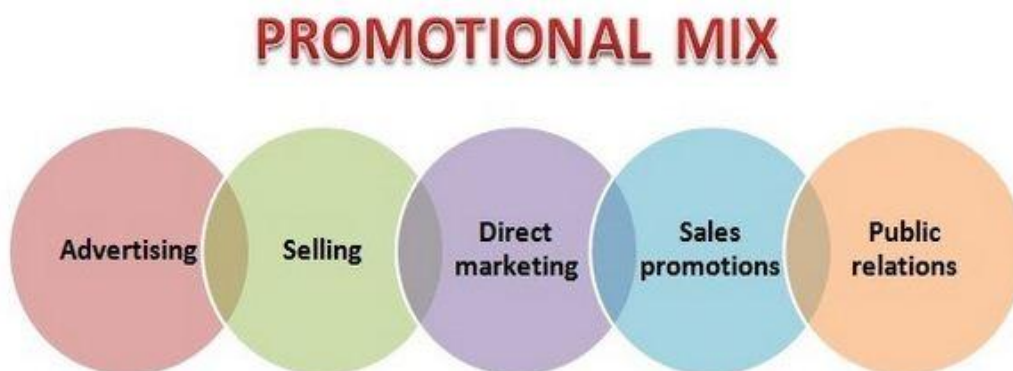 PROMOTIONAL MIX
Advertising
Selling
Direct
marketing
Sales
promotions
Public
relations